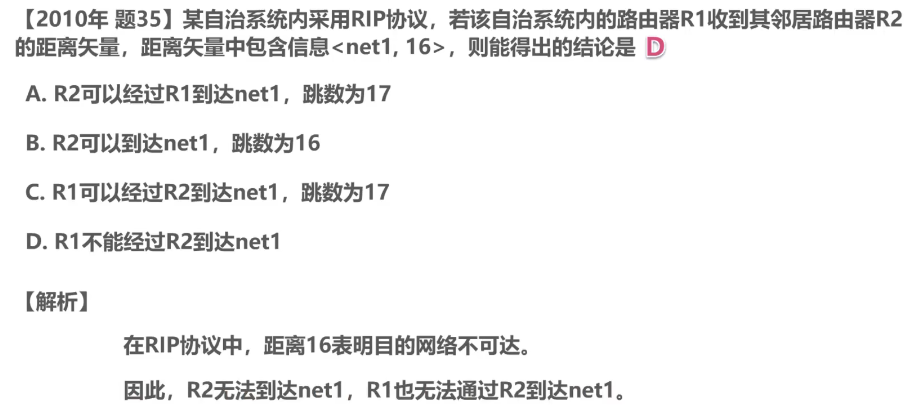 【2010年 题35】某自治系统内采用RIP协议，若该自治系统内的路由器R1收到其邻居路由器R2
的距离矢量，距离矢量中包含信息<net1, 16>，则能得出的结论是 D
A. R2可以经过R1到达net1，跳数为17
B. R2可以到达net1，跳数为16
C. R1可以经过R2到达net1，跳数为17
D. R1不能经过R2到达net1
【解析】
在RIP协议中，距离16表明目的网络不可达。
因此，R2无法到达net1，R1也无法通过R2到达net1。